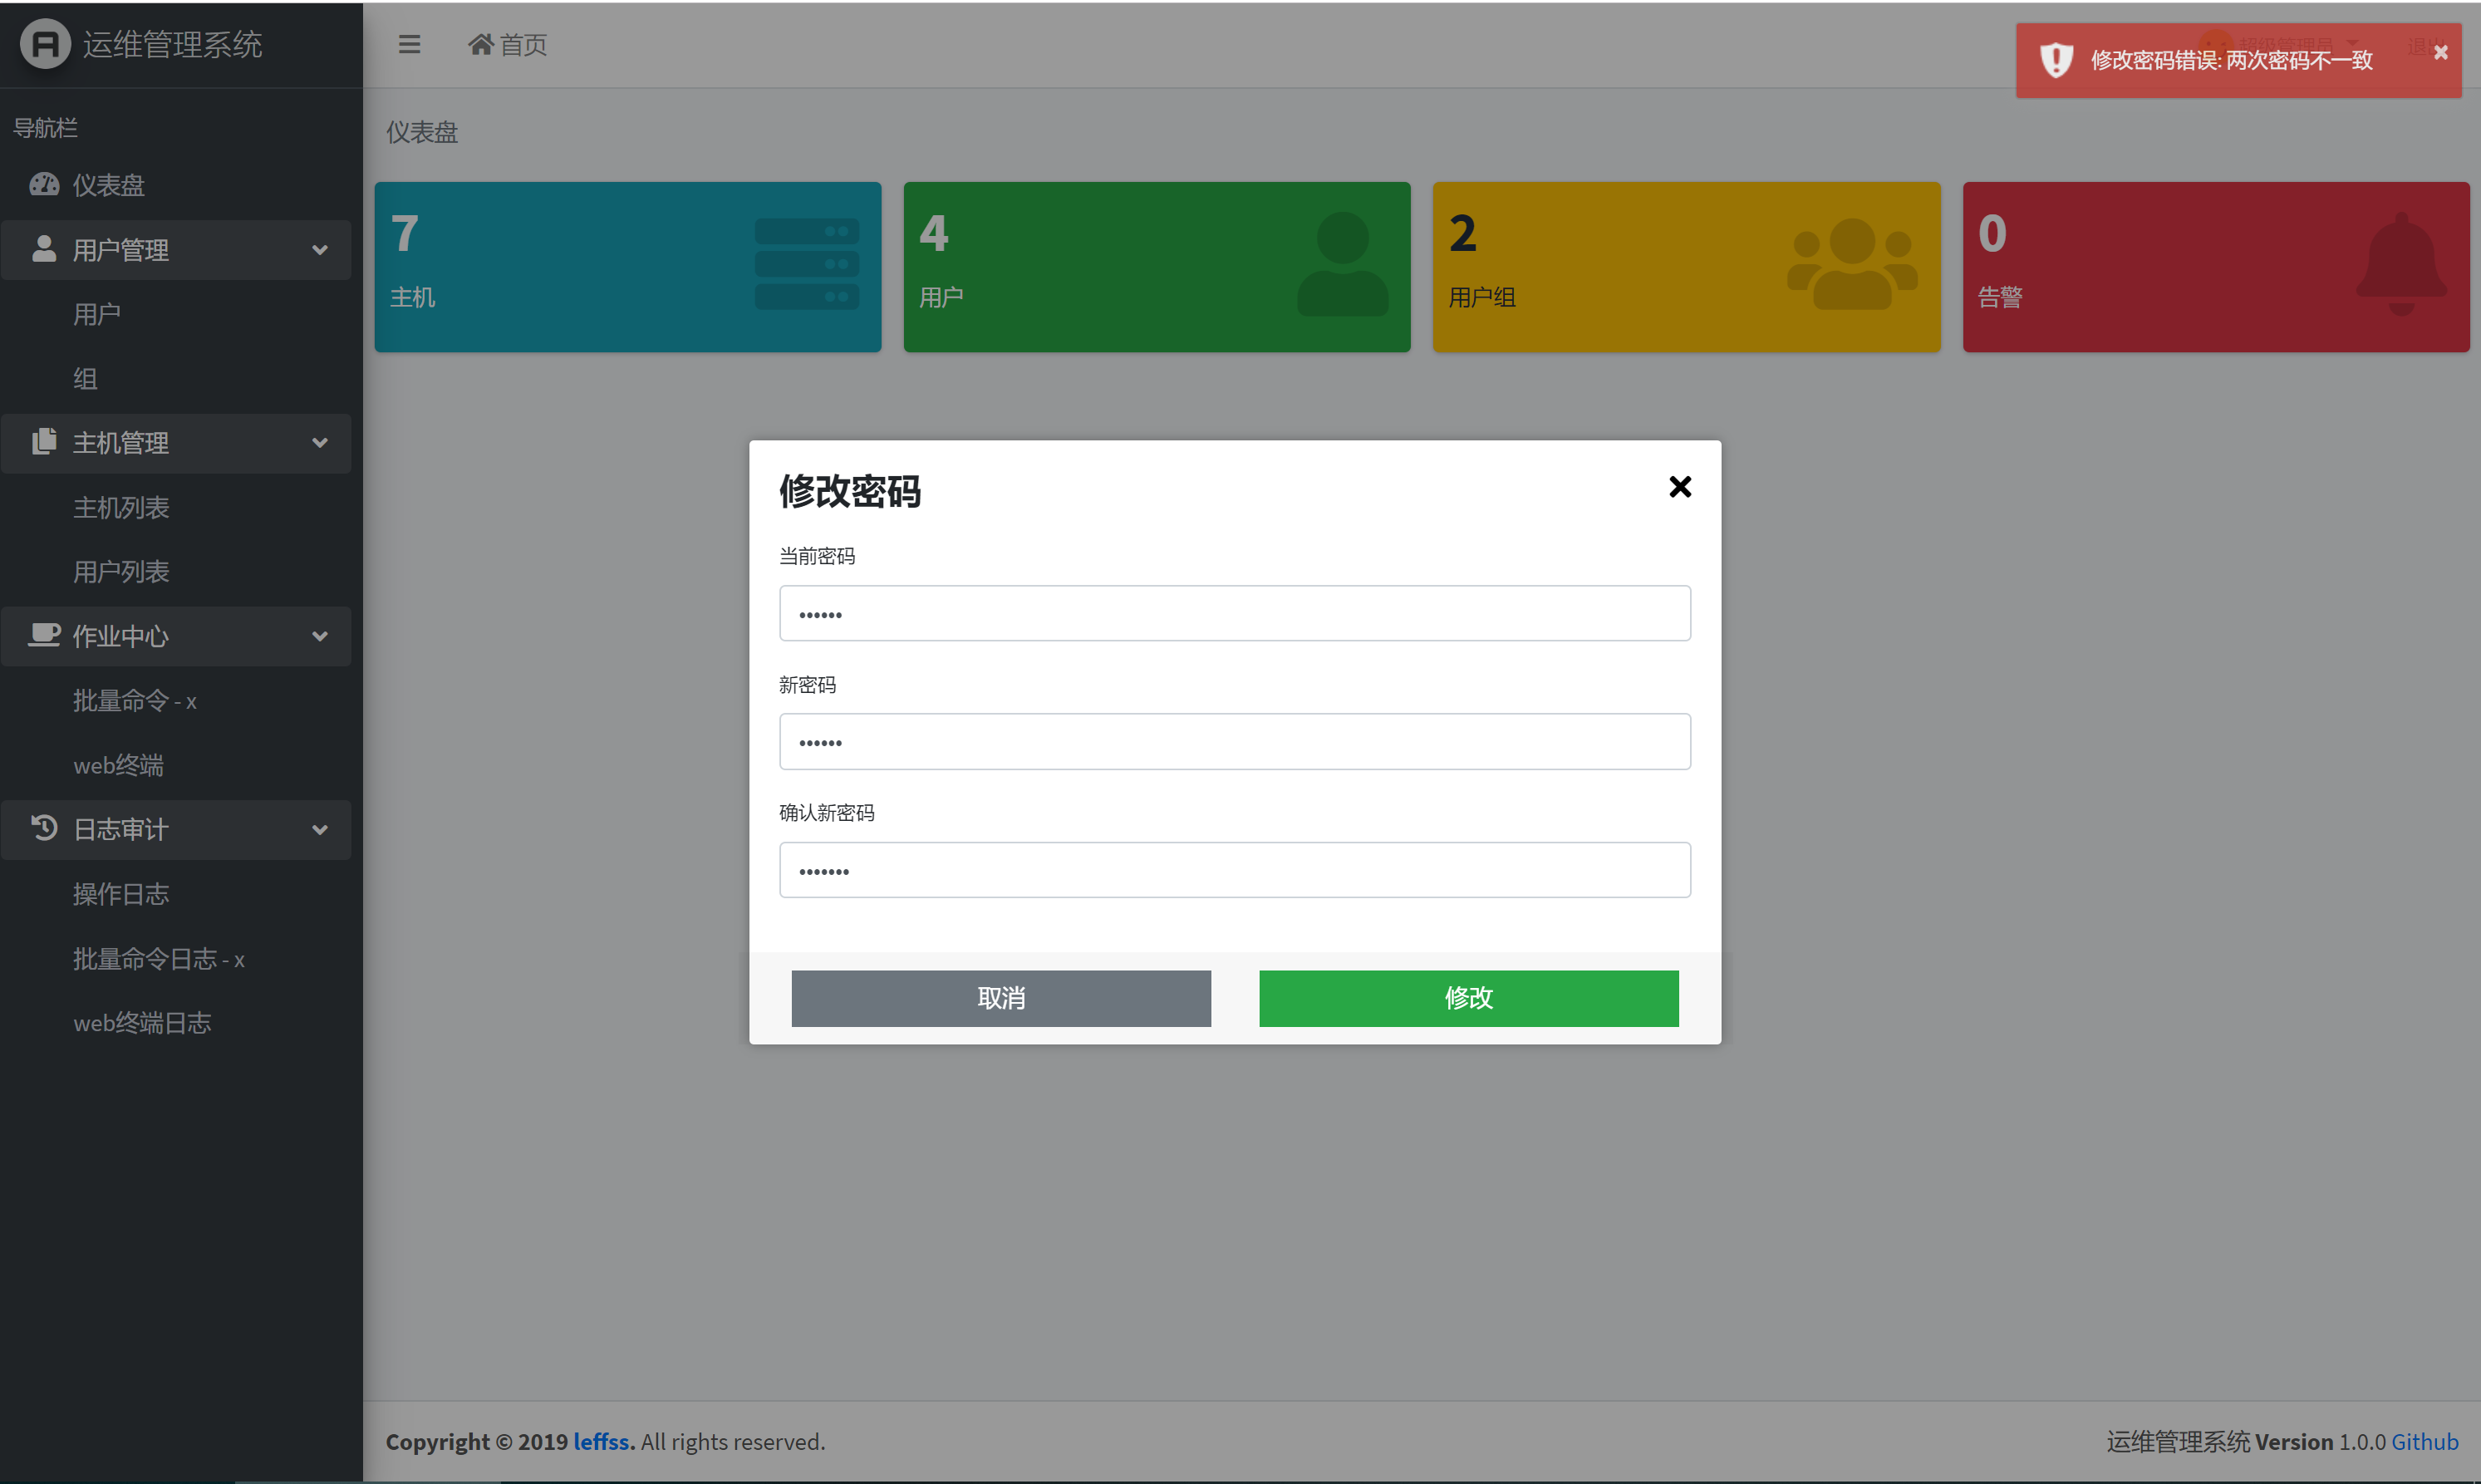 运维管理系统
首页
超级管理员
修改密码错误: 两次密码不一致
导航栏
仪表盘
用户管理
用户
组
主机管理
主机列表
用户列表
作业中心
批量命令 - x
web终端
日志审计
操作日志
批量命令日志 - x
web终端日志
仪表盘
7
主机
4
用户
2
用户组
0
告警
修改密码
当前密码
••••••
新密码
••••••
确认新密码
•••••••
取消
修改
Copyright © 2019 leffss. All rights reserved.
运维管理系统 Version 1.0.0 Github